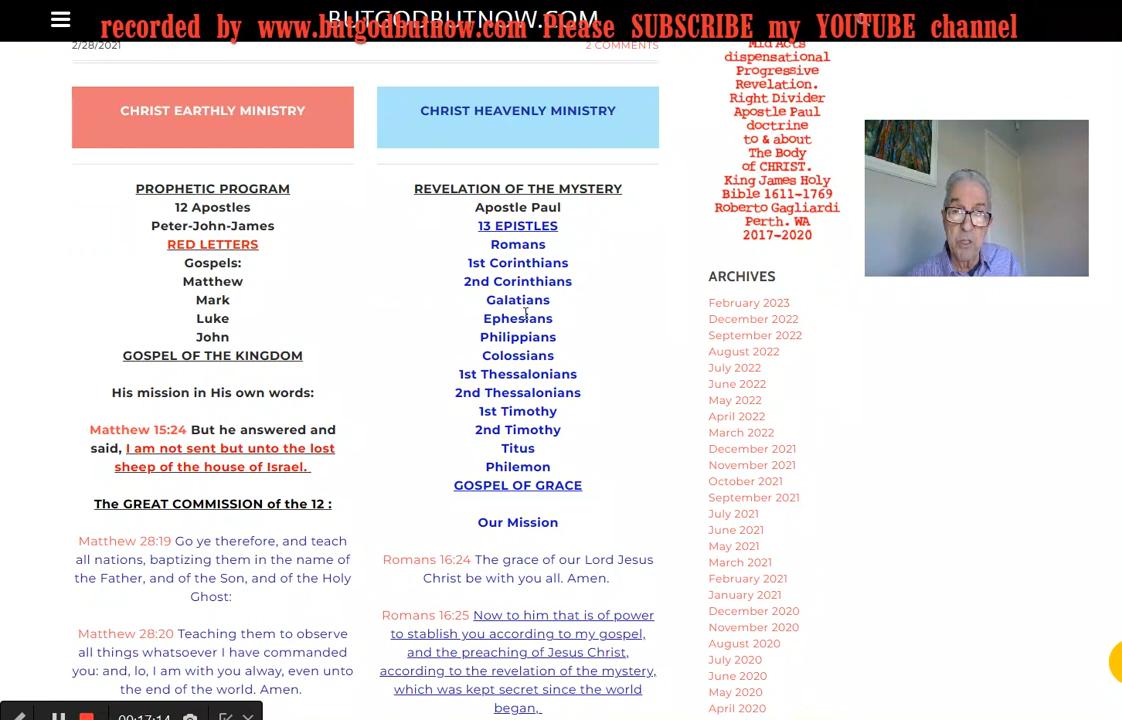 BUTGODBUTNOW.COM
recorded by www.butgodbutnow.com Please SUBSCRIBE my YOUTUBE channel
2/28/2021
2 COMMENTS
CHRIST EARTHLY MINISTRY
PROPHETIC PROGRAM
12 Apostles
Peter-John-James
RED LETTERS
Gospels:
Matthew
Mark
Luke
John
GOSPEL OF THE KINGDOM
His mission in His own words:
Matthew 15:24 But he answered and
said, I am not sent but unto the lost
sheep of the house of Israel.
The GREAT COMMISSION of the 12 :
Matthew 28:19 Go ye therefore, and teach
all nations, baptizing them in the name of
the Father, and of the Son, and of the Holy
Ghost:
Matthew 28:20 Teaching them to observe
all things whatsoever I have commanded
you: and, lo, I am with you alway, even unto
the end of the world. Amen.
CHRIST HEAVENLY MINISTRY
REVELATION OF THE MYSTERY
Apostle Paul
13 EPISTLES
Romans
1st Corinthians
2nd Corinthians
Galatians
Ephesians
Philippians
Colossians
1st Thessalonians
2nd Thessalonians
1st Timothy
2nd Timothy
Titus
Philemon
GOSPEL OF GRACE
Our Mission
Romans 16:24 The grace of our Lord Jesus
Christ be with you all. Amen.
Romans 16:25 Now to him that is of power
to stablish you according to my gospel,
and the preaching of Jesus Christ,
according to the revelation of the mystery,
which was kept secret since the world
began,
Mid Acts
dispensational
Progressive
Revelation.
Right Divider
Apostle Paul
doctrine
to & about
The Body
of CHRIST.
King James Holy
Bible 1611-1769
Roberto Gagliardi
Perth. WA
2017-2020
ARCHIVES
February 2023
December 2022
September 2022
August 2022
July 2022
June 2022
May 2022
April 2022
March 2022
December 2021
November 2021
October 2021
September 2021
July 2021
June 2021
May 2021
March 2021
February 2021
January 2021
December 2020
November 2020
August 2020
July 2020
June 2020
May 2020
April 2020
00:17:14